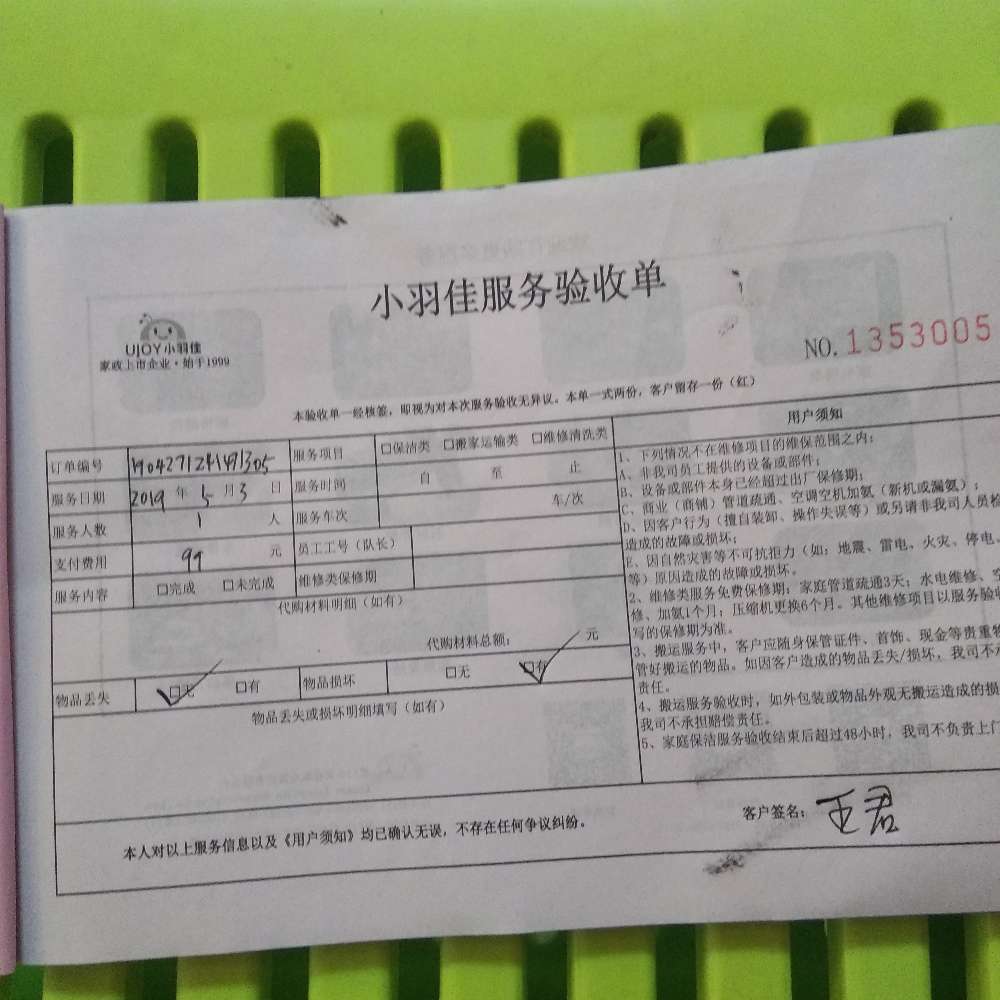 小羽佳服务验收单
UJOY小羽佳
家政上市企业·始于1999
NO.1353005
本验收单一经核签，即视为对本次服务验收无异议。本单一式两份，客户留存一份（红）
订单编号 服务项目 □保洁类 □搬家运输类 □维修清洗类
服务日期 2019 年 5 月 3 日 服务时间 自 至 止
服务人数 1 人 服务车次 车/次
支付费用 99 元 员工工号（队长）
服务内容 □完成 □未完成 维修类保修期
代购材料明细（如有）
代购材料总额： 元
物品丢失 □无 □有 物品损坏 □无 □有
物品丢失或损坏明细填写（如有）
用户须知
1、下列情况不在维修项目的维保范围之内：
A、非我司员工提供的设备或部件；
B、设备或部件本身已经超过出厂保修期；
C、商业（商铺）管道疏通、空调空机加氨（新机或漏氨）；
D、因客户行为（擅自装卸、操作失误等）或另请非我司人员检
造成的故障或损坏；
E、因自然灾害等不可抗拒力（如：地震、雷电、火灾、停电、
等）原因造成的故障或损坏。
2、维修类服务免费保修期：家庭管道疏通3天；水电维修、空
修、加氨1个月；压缩机更换6个月。其他维修项目以服务验收
写的保修期为准。
3、搬运服务中，客户应随身保管证件、首饰、现金等贵重物
管好搬运的物品。如因客户造成的物品丢失/损坏，我司不承
责任。
4、搬运服务验收时，如外包装或物品外观无搬运造成的损
我司不承担赔偿责任。
5、家庭保洁服务验收结束后超过48小时，我司不负责上门
本人对以上服务信息以及《用户须知》均已确认无误，不存在任何争议纠纷。
客户签名：王君